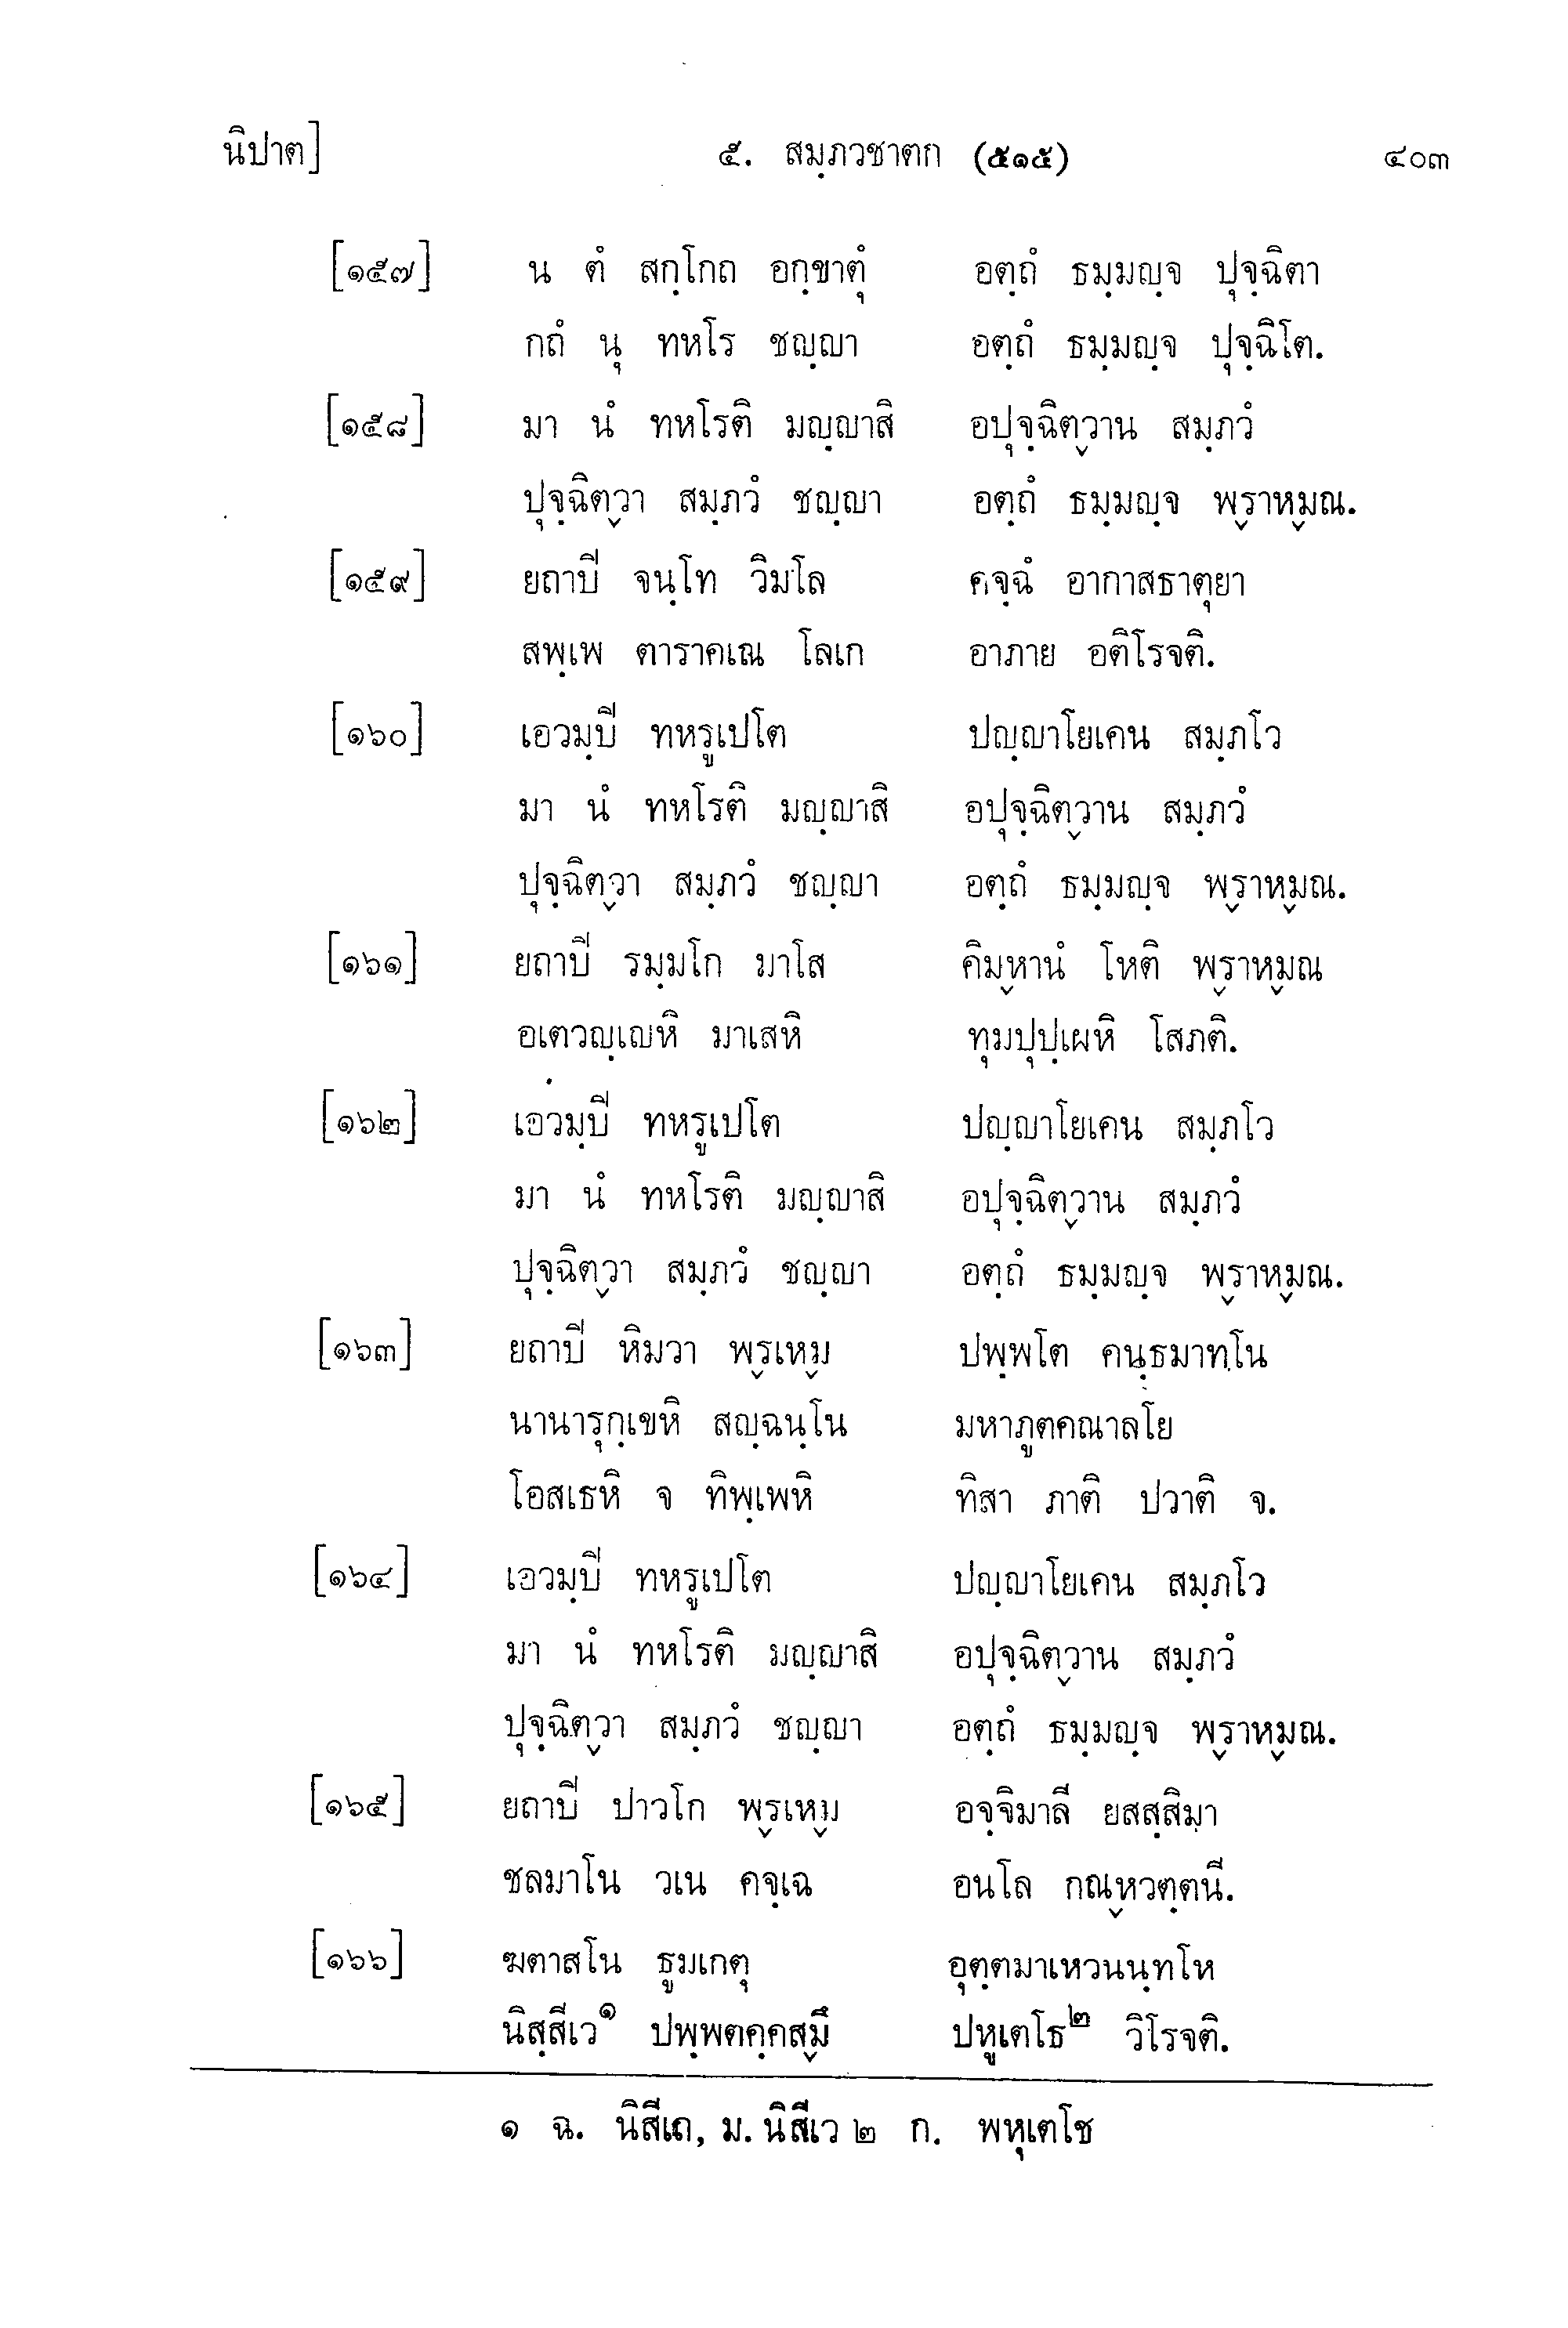 นิปาต] ๕. สมฺภวชาตก (๕๑๕) ๔๐๓
[๑๕๗] น ตํ สกฺโกถ อกฺขาตุํ อตฺถํ ธมฺมญฺจ ปุจฺฉิตา
กถํ นุ ทหโร ชญฺญา อตฺถํ ธมฺมญฺจ ปุจฺฉิโต.
[๑๕๘] มา นํ ทหโรติ มญฺญาสิ อปุจฺฉิตฺวาน สมฺภวํ
ปุจฺฉิตฺวา สมฺภวํ ชญฺญา อตฺถํ ธมฺมญฺจ พฺราหฺมณ.
[๑๕๙] ยถาปิ จนฺโท วิมโล คจฺฉํ อากาสธาตุยา
สพฺเพ ตาราคเณ โลเก อาภาย อติโรจติ.
[๑๖๐] เอวมฺปิ ทหรูเปโต ปญฺญาโยเคน สมฺภโว
มา นํ ทหโรติ มญฺญาสิ อปุจฺฉิตฺวาน สมฺภวํ
ปุจฺฉิตฺวา สมฺภวํ ชญฺญา อตฺถํ ธมฺมญฺจ พฺราหฺมณ.
[๑๖๑] ยถาปิ รมฺมโก มาโส คิมฺหานํ โหติ พฺราหฺมณ
อเตวญฺเญหิ มาเสหิ ทุมปุปฺเผหิ โสภติ.
[๑๖๒] เอวมฺปิ ทหรูเปโต ปญฺญาโยเคน สมฺภโว
มา นํ ทหโรติ มญฺญาสิ อปุจฺฉิตฺวาน สมฺภวํ
ปุจฺฉิตฺวา สมฺภวํ ชญฺญา อตฺถํ ธมฺมญฺจ พฺราหฺมณ.
[๑๖๓] ยถาปิ หิมวา พฺรเหฺม ปพฺพโต คนฺธมาทโน
นานารุกฺเขหิ สญฺฉนฺโน มหาภูตคณาลโย
โอสเธหิ จ ทิพฺเพหิ ทิสา ภาติ ปวาติ จ.
[๑๖๔] เอวมฺปิ ทหรูเปโต ปญฺญาโยเคน สมฺภโว
มา นํ ทหโรติ มญฺญาสิ อปุจฺฉิตฺวาน สมฺภวํ
ปุจฺฉิตฺวา สมฺภวํ ชญฺญา อตฺถํ ธมฺมญฺจ พฺราหฺมณ.
[๑๖๕] ยถาปิ ปาวโก พฺรเหฺม อจฺจิมาลี ยสสฺสิมา
ชลมาโน วเน คจฺเฉ อนโล กณฺหวตฺตนี.
[๑๖๖] ฆตาสโน ธูมเกตุ อุตฺตมาเหวนนฺทโห
นิสฺสีเว๑ ปพฺพตคฺคสฺมึ ปหูเตโธ๒ วิโรจติ.
๑ ฉ. นิสีเถ, ม. นิสีเว ๒ ก. พหุเตโช